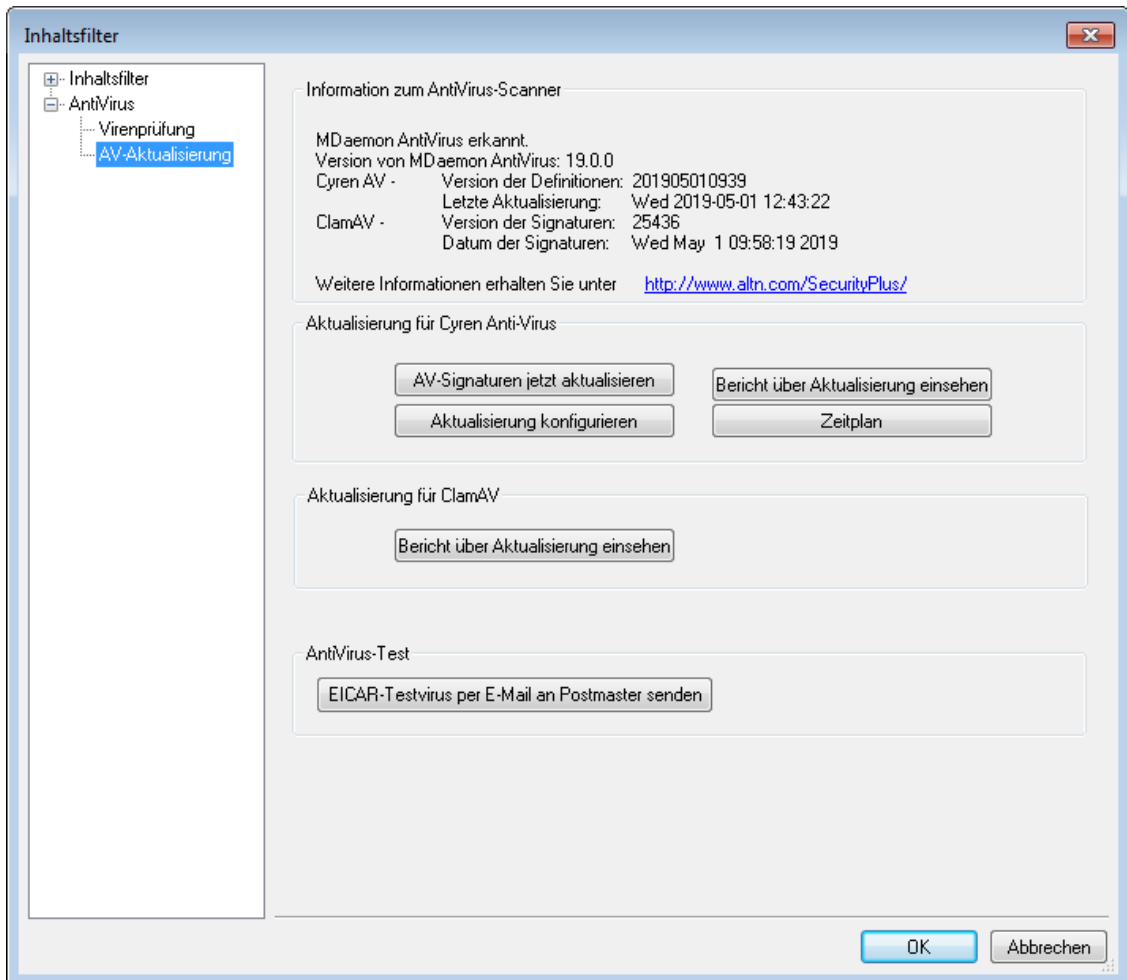 Inhaltsfilter
Inhaltsfilter
AntiVirus
Virenprüfung
AV-Aktualisierung
Information zum AntiVirus-Scanner
MDaemon AntiVirus erkannt.
Version von MDaemon AntiVirus: 19.0.0
Cyren AV - Version der Definitionen: 201905010939
Letzte Aktualisierung: Wed 2019-05-01 12:43:22
ClamAV - Version der Signaturen: 25436
Datum der Signaturen: Wed May 1 09:58:19 2019
Weitere Informationen erhalten Sie unter http://www.altn.com/SecurityPlus/
Aktualisierung für Cyren Anti-Virus
AV-Signaturen jetzt aktualisieren Bericht über Aktualisierung einsehen
Aktualisierung konfigurieren Zeitplan
Aktualisierung für ClamAV
Bericht über Aktualisierung einsehen
AntiVirus-Test
EICAR-Testvirus per E-Mail an Postmaster senden
OK Abbrechen